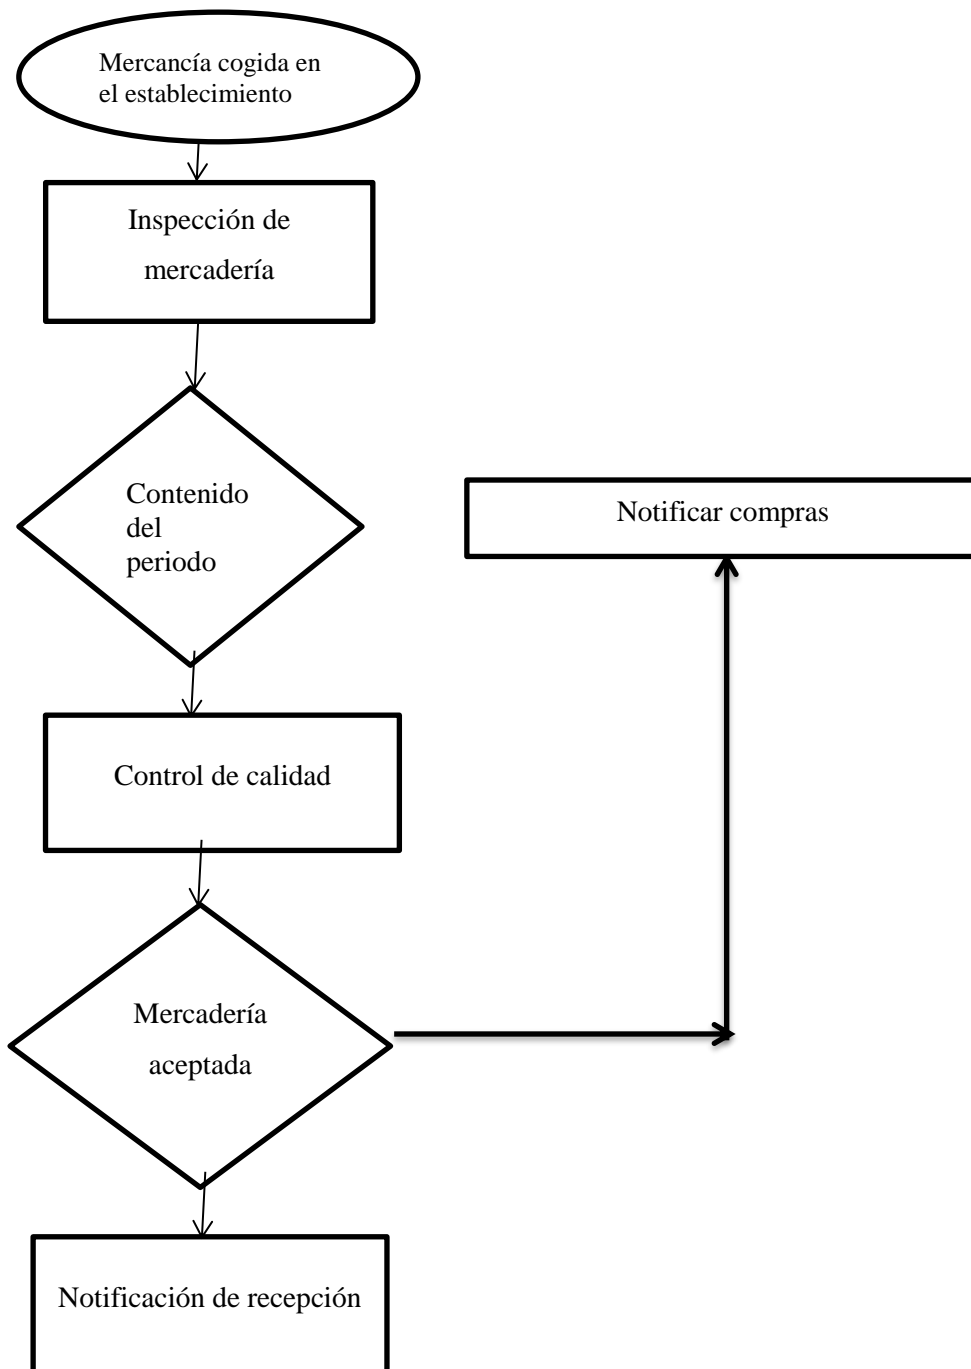 Mercancía cogida en
el establecimiento
Inspección de
mercadería
Contenido
del
periodo
Notificar compras
Control de calidad
Mercadería
aceptada
Notificación de recepción